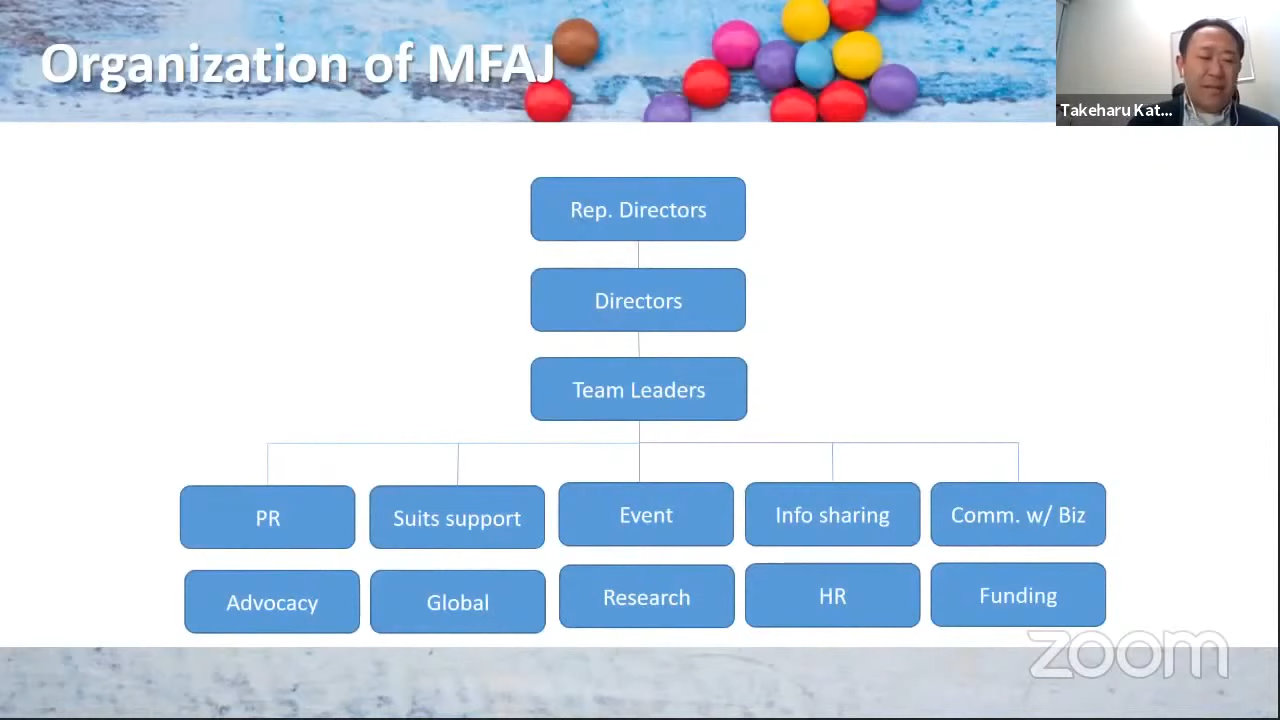 Organization of MFAJ
Takeharu Kat...
Rep. Directors
Directors
Team Leaders
PR
Suits support
Event
Info sharing
Comm. w/ Biz
Advocacy
Global
Research
HR
Funding
zoom